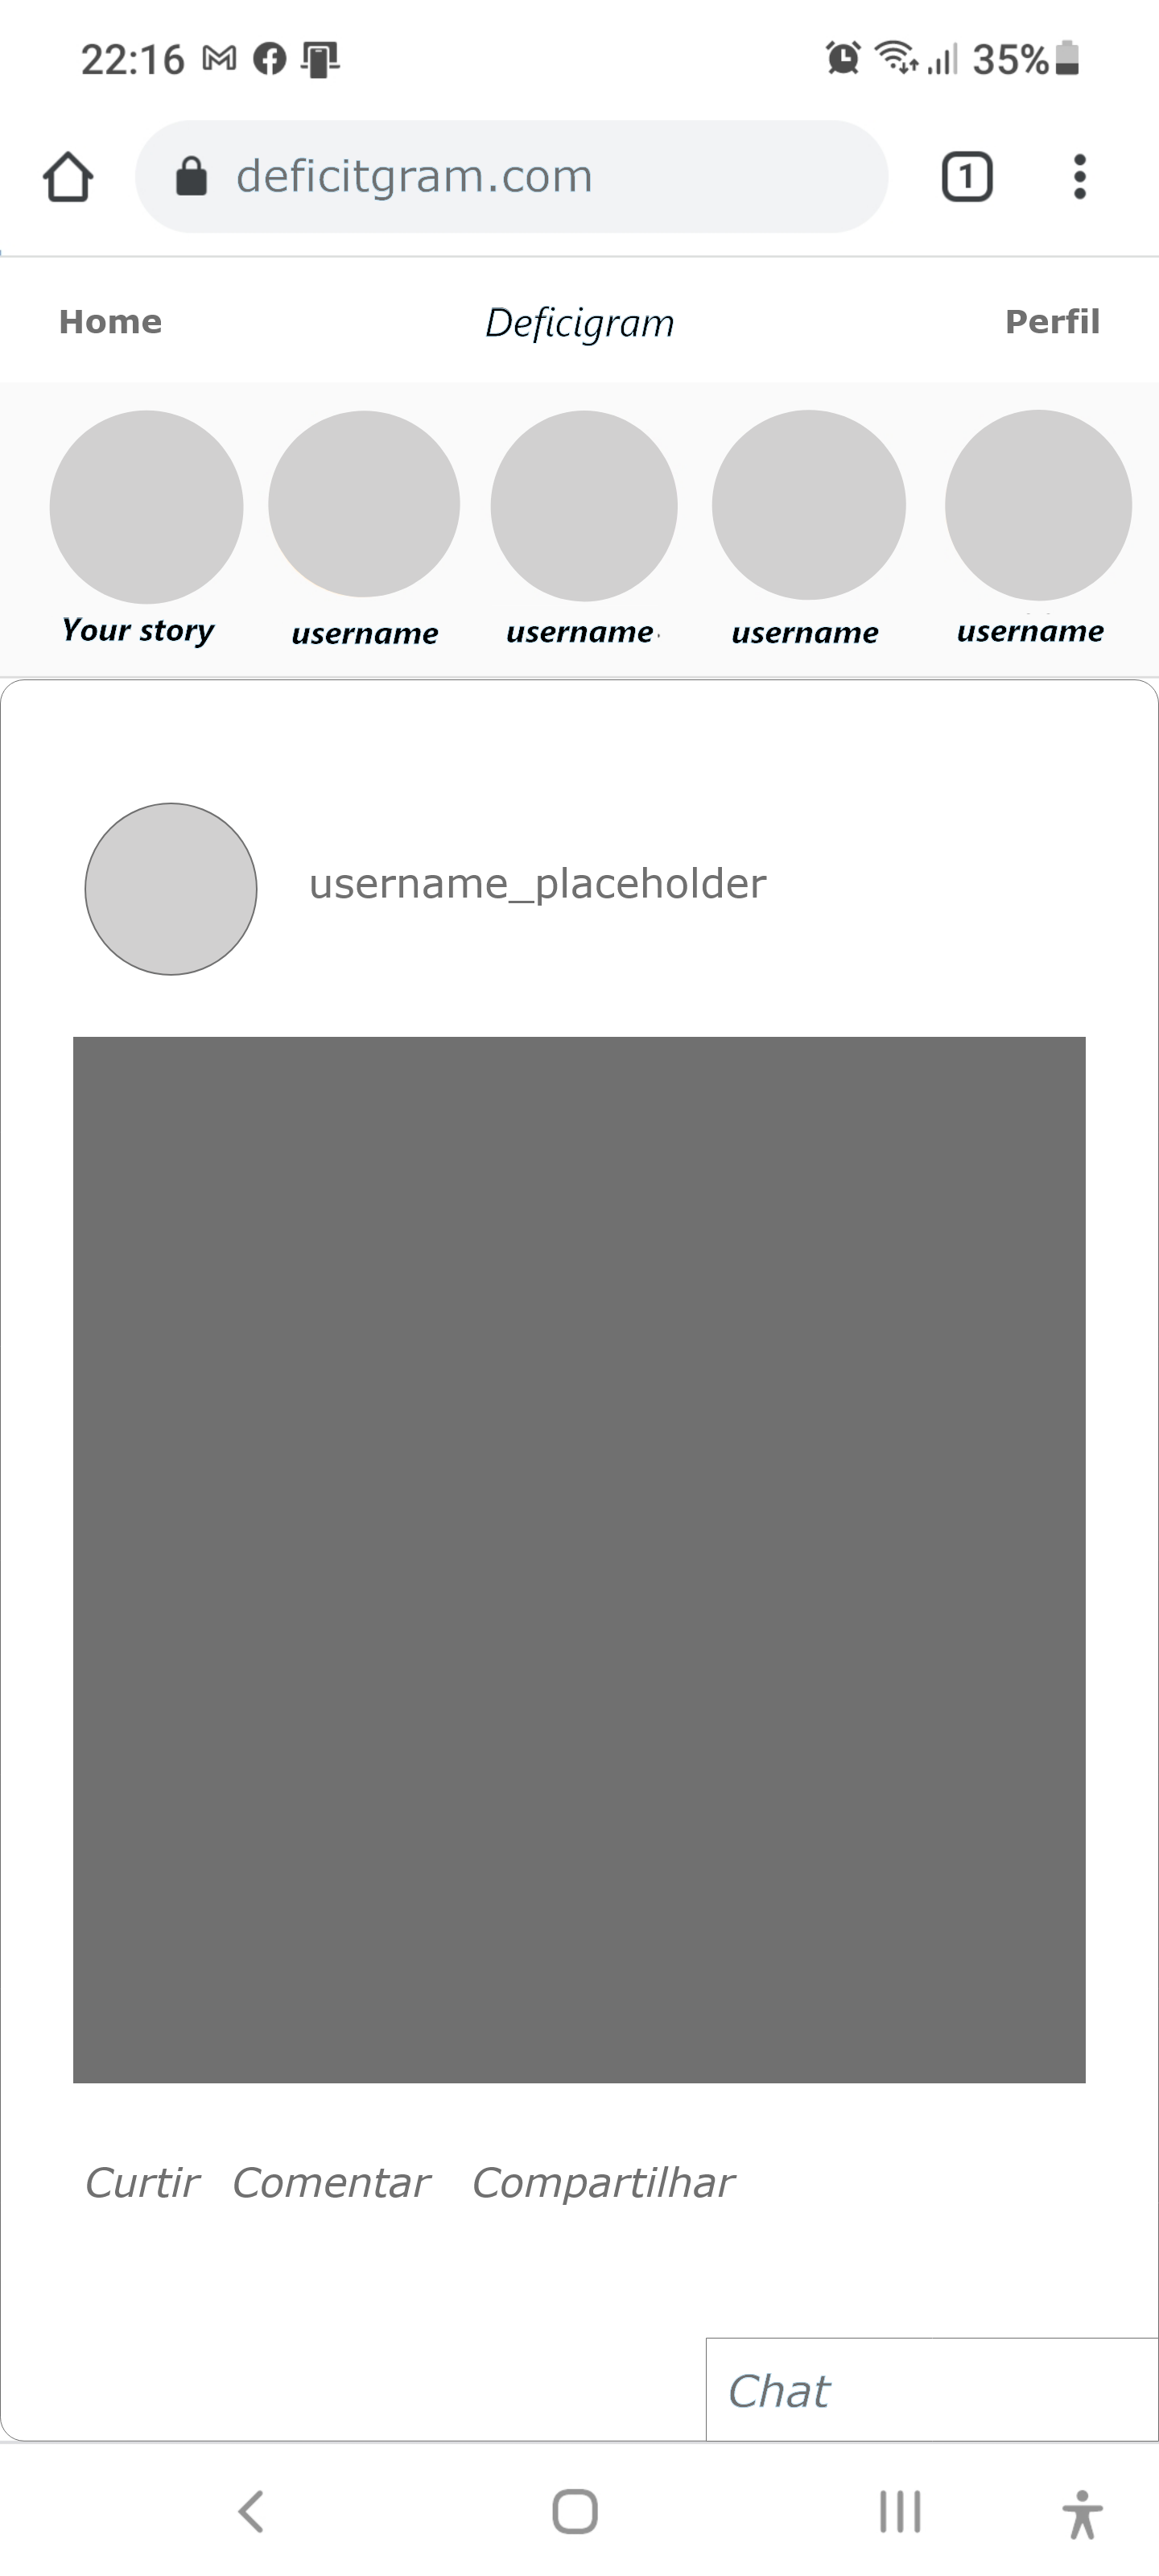 22:16 35%
deficitgram.com 1
Home Deficigram Perfil
Your story username username username username
username_placeholder
Curtir Comentar Compartilhar
Chat